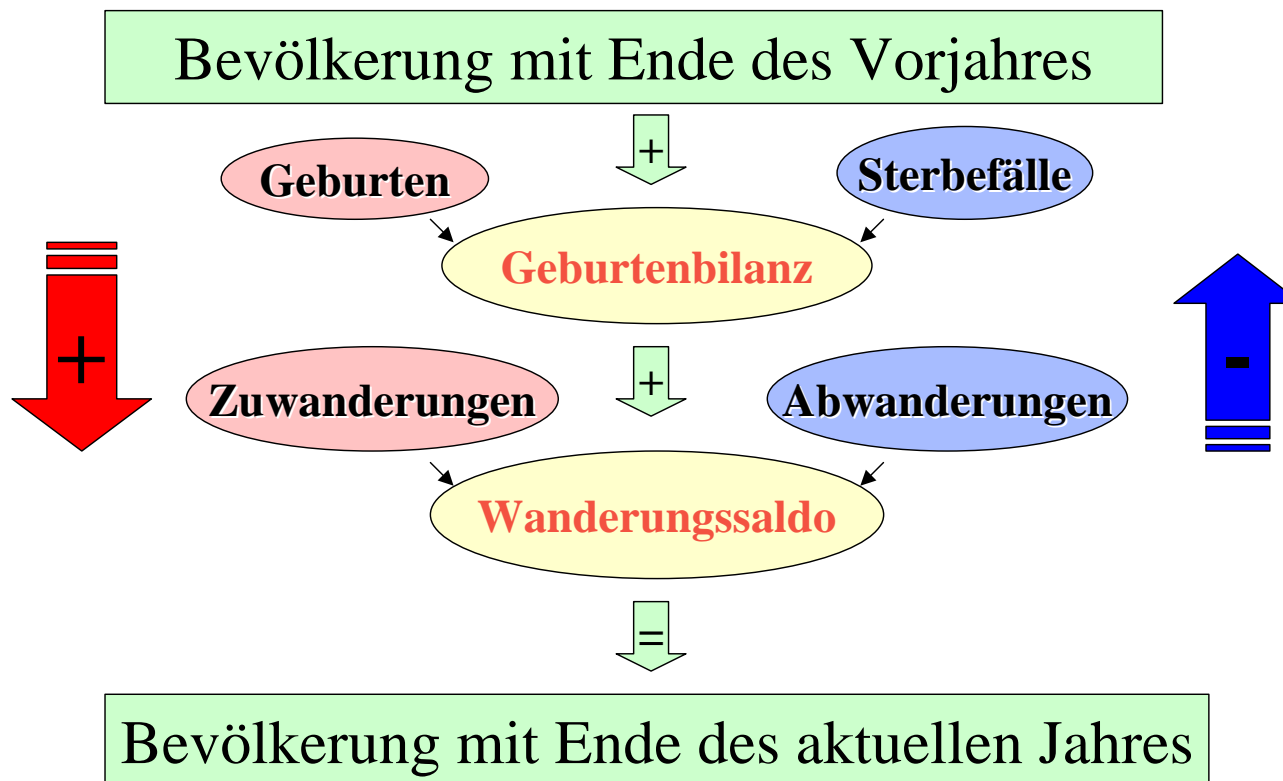 Bevölkerung mit Ende des Vorjahres
+
Geburten
Sterbefälle
Geburtenbilanz
+
-
+
Zuwanderungen
Abwanderungen
Wanderungssaldo
=
Bevölkerung mit Ende des aktuellen Jahres